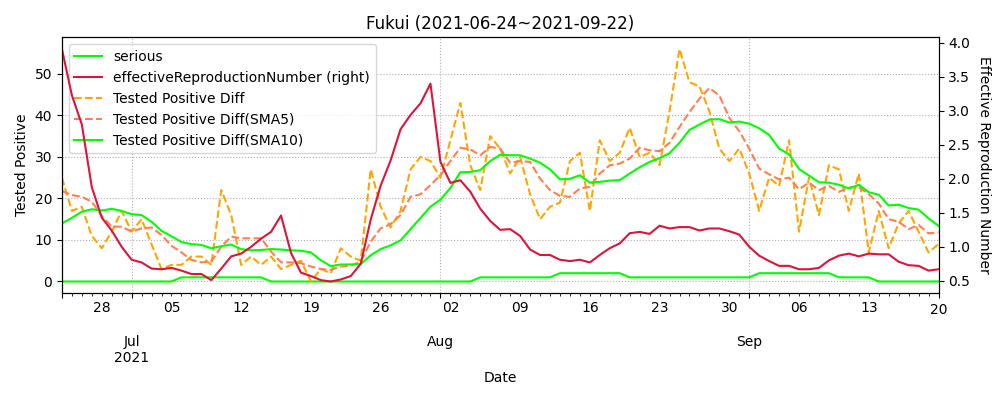 Fukui (2021-06-24~2021-09-22)
serious
effectiveReproductionNumber (right)
Tested Positive Diff
Tested Positive Diff(SMA5)
Tested Positive Diff(SMA10)
Tested Positive
50
40
30
20
10
0
4.0
3.5
3.0
2.5
2.0
1.5
1.0
0.5
Effective Reproduction Number
28 05 12 19 26 02 09 16 23 30 06 13 20
Jul Aug Sep
2021
Date